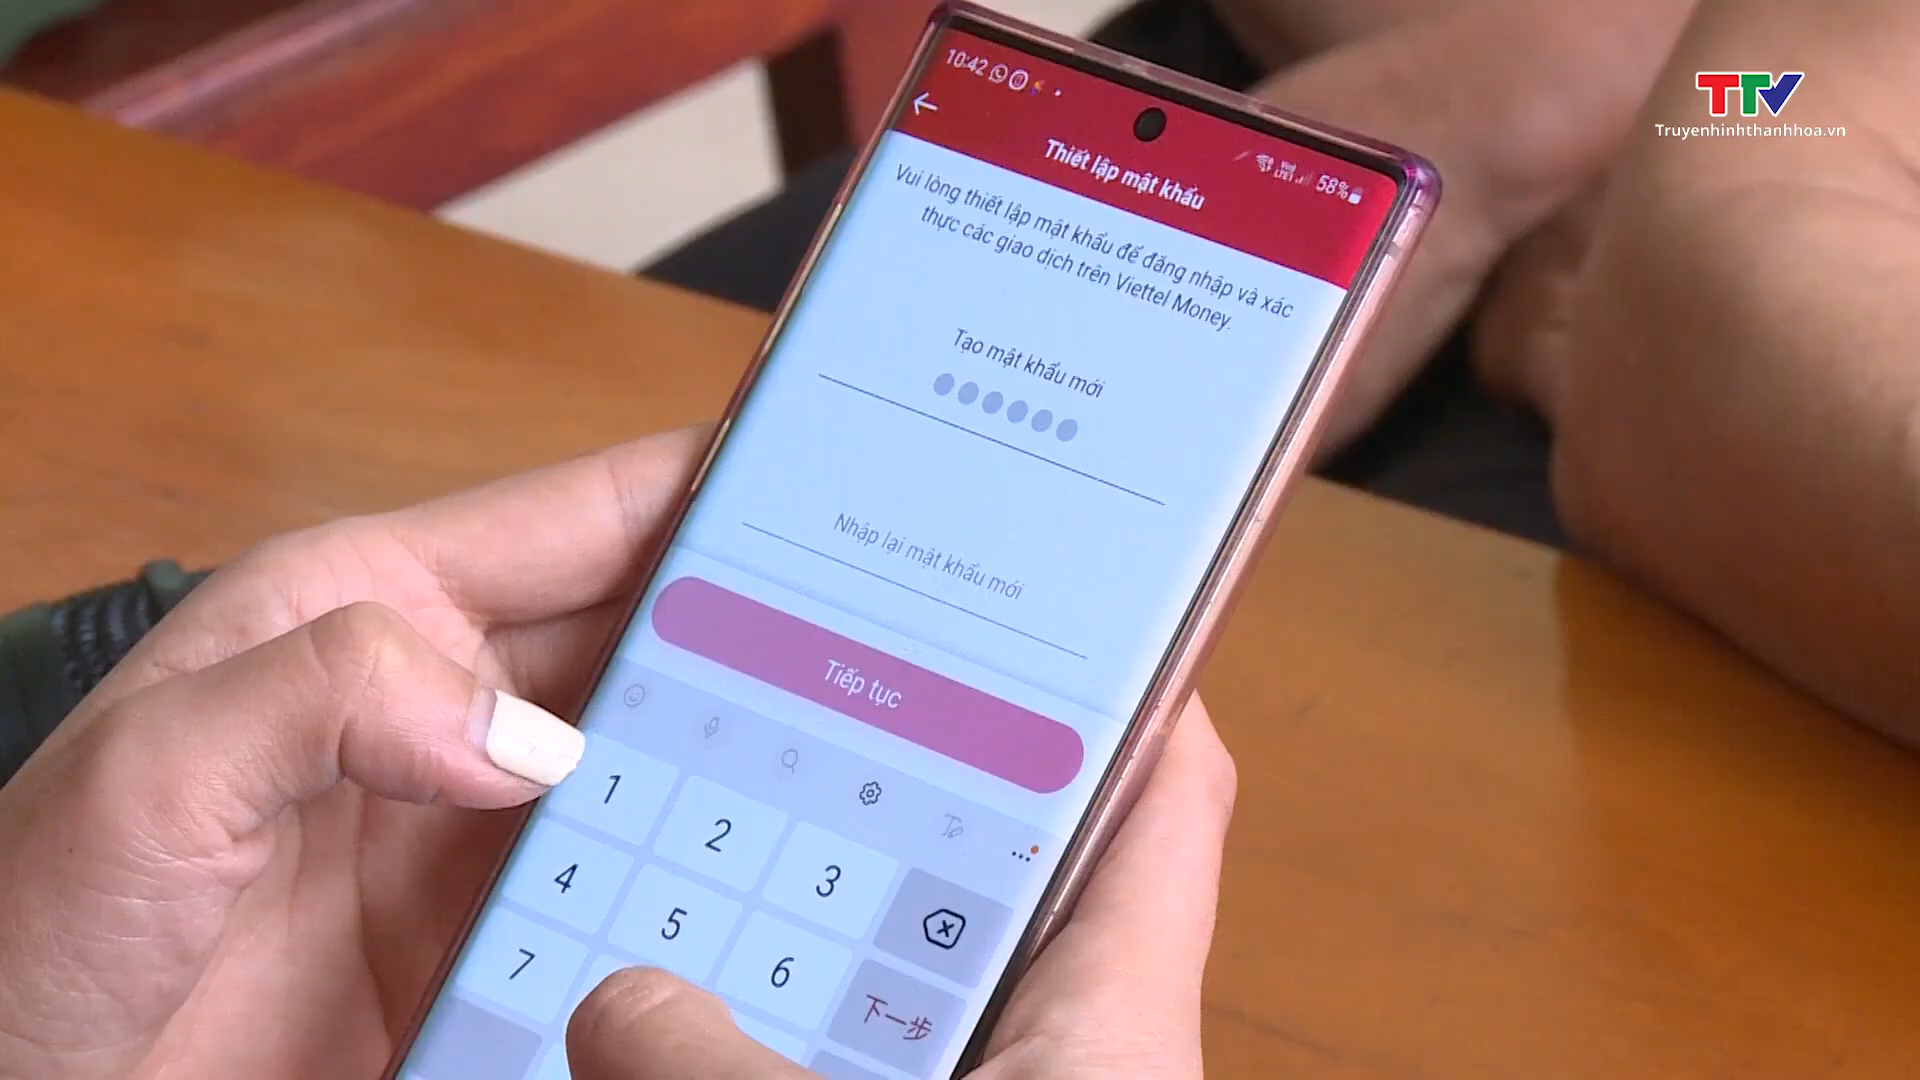 TTV
Truyenhinhthanhhoa.vn
10:42
58%
Thiết lập mật khẩu
Vui lòng thiết lập mật khẩu để đăng nhập và xác
thực các giao dịch trên Viettel Money.
Tạo mật khẩu mới
Nhập lại mật khẩu mới
Tiếp tục
1
2
3
4
5
6
下一步
7